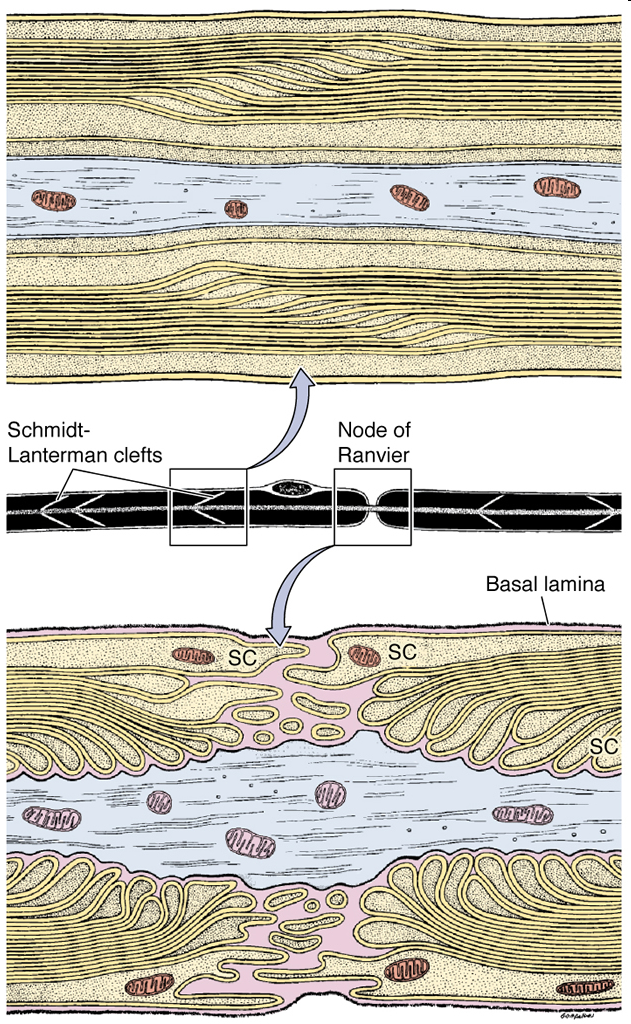 Schmidt-
Lanterman clefts
Node of
Ranvier
Basal lamina
SC
SC
SC